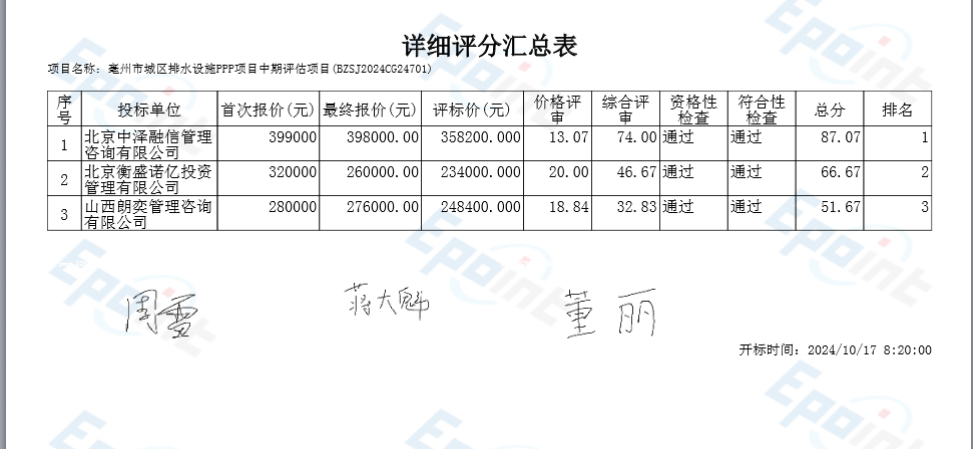 详细评分汇总表
项目名称：亳州市城区排水设施PPP项目中期评估项目(BZSJ2024CG24701)
序号 投标单位 首次报价(元) 最终报价(元) 评标价(元) 价格评审 综合评审 资格性检查 符合性检查 总分 排名
1 北京中泽融信管理咨询有限公司 399000 398000.00 358200.000 13.07 74.00 通过 通过 87.07 1
2 北京衡盛诺亿投资管理有限公司 320000 260000.00 234000.000 20.00 46.67 通过 通过 66.67 2
3 山西朗奕管理咨询有限公司 280000 276000.00 248400.000 18.84 32.83 通过 通过 51.67 3
周雪 蒋大魁 董丽
开标时间：2024/10/17 8:20:00
Epoint